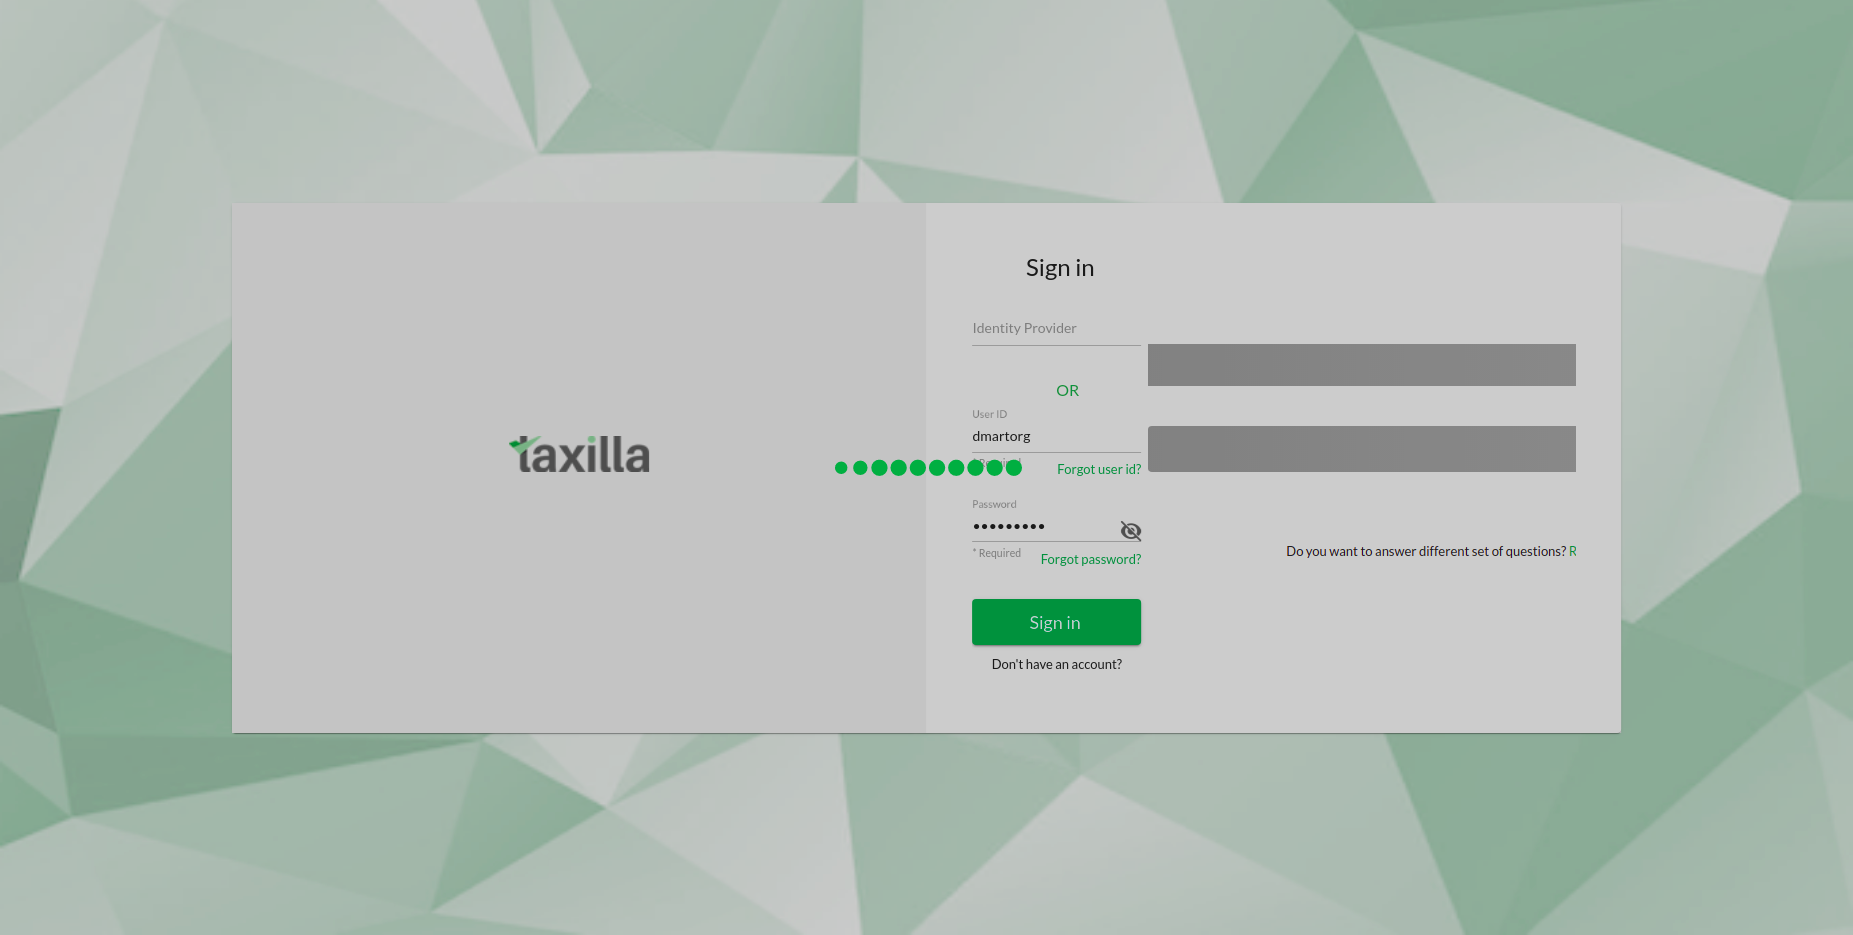 Sign in
Identity Provider
OR
User ID
dmartorg
taxilla
* Required
Forgot user id?
Password
•••••••••
* Required
Forgot password?
Do you want to answer different set of questions? R
Sign in
Don't have an account?